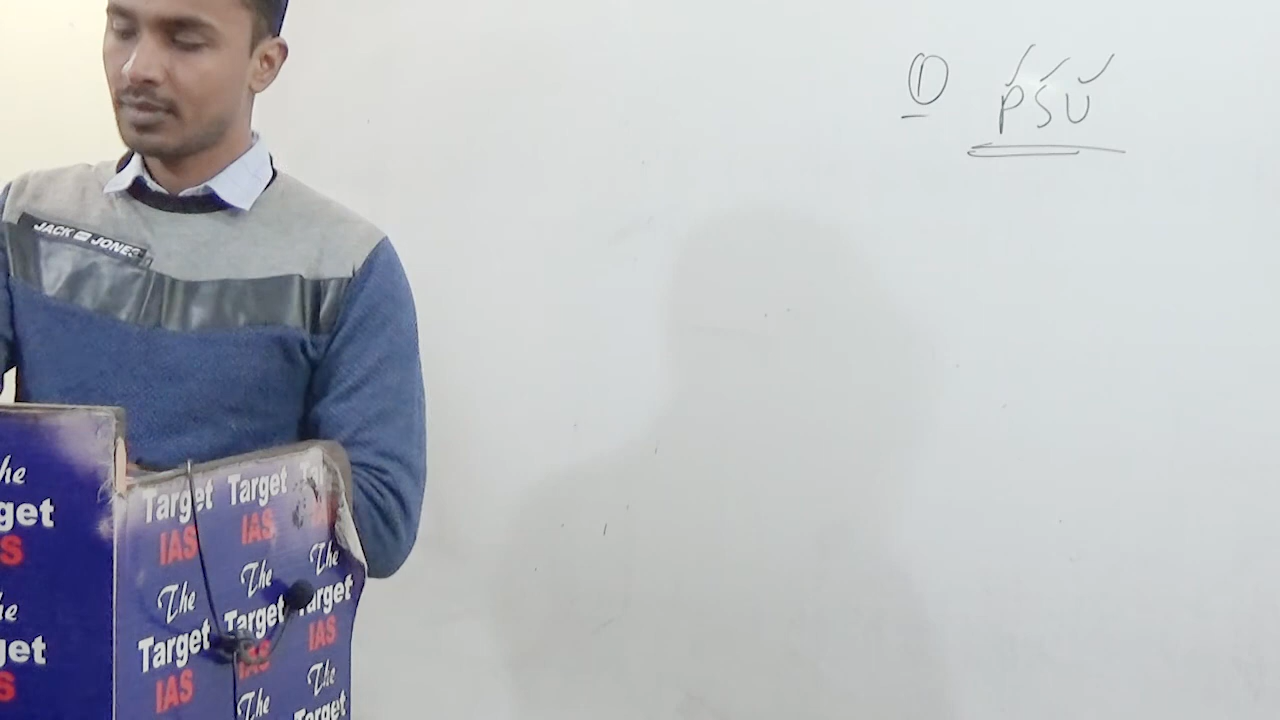 ① PSU
JACK & JONES
The
Target
IAS
The
Target
IAS
Target
IAS
The
Target
IAS
The
Target
IAS
The
Target
IAS
The
Target
IAS
The
Target